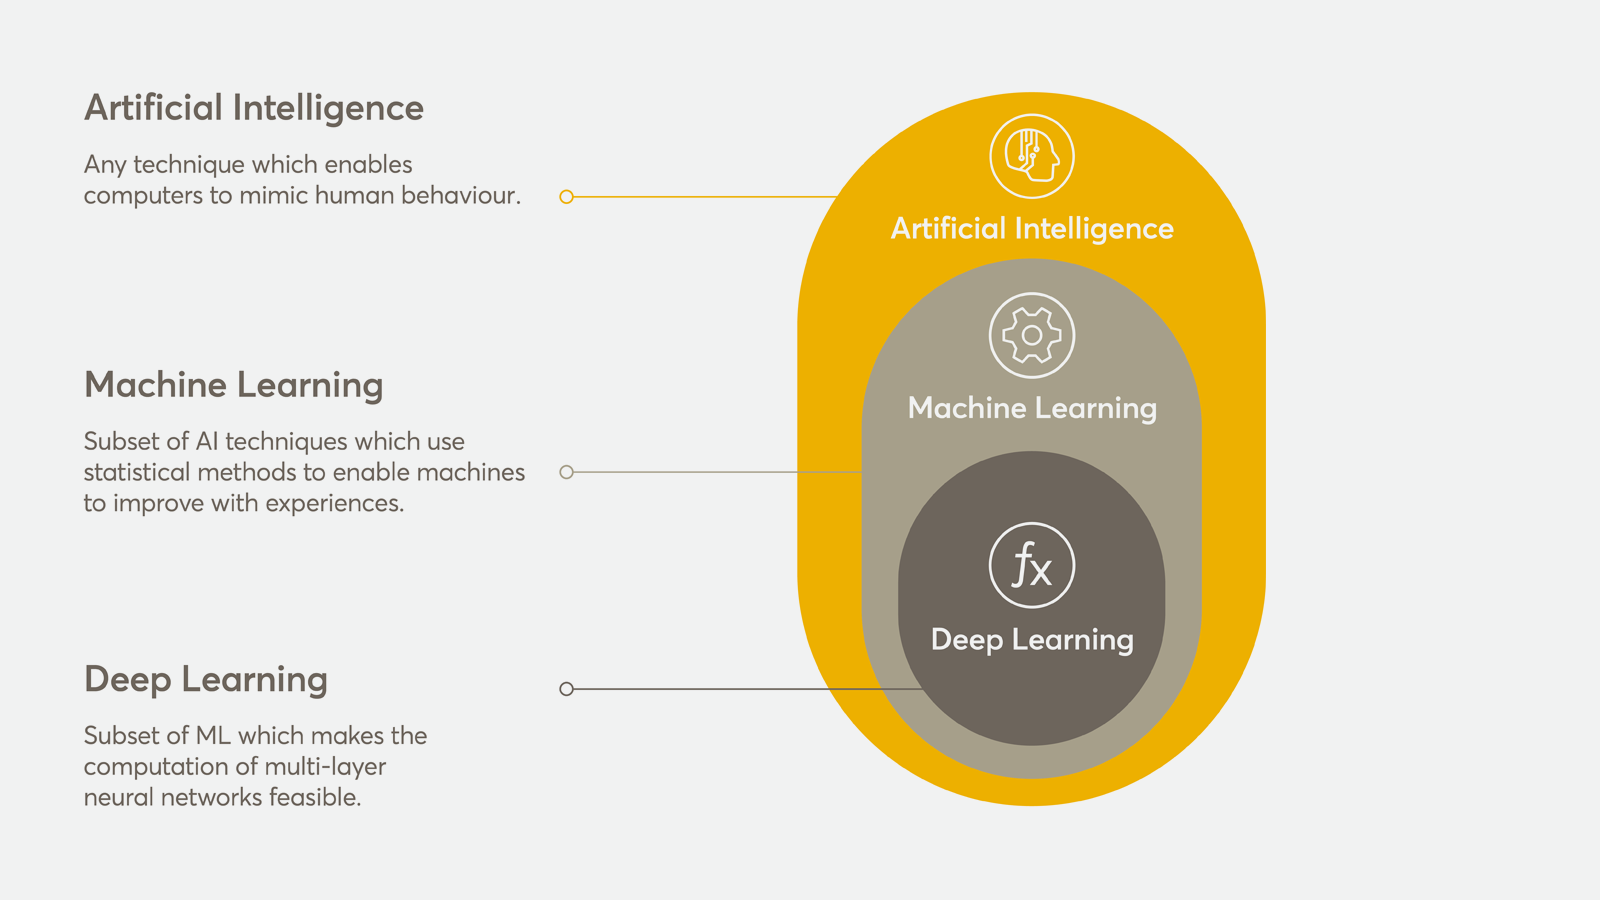 Artificial Intelligence
Any technique which enables
computers to mimic human behaviour.
Machine Learning
Subset of AI techniques which use
statistical methods to enable machines
to improve with experiences.
Deep Learning
Subset of ML which makes the
computation of multi-layer
neural networks feasible.
Artificial Intelligence
Machine Learning
fx
Deep Learning